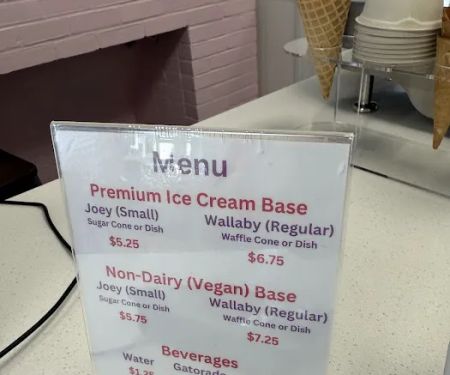 Menu
Premium Ice Cream Base
Joey (Small) Wallaby (Regular)
Sugar Cone or Dish Waffle Cone or Dish
$5.25 $6.75
Non-Dairy (Vegan) Base
Joey (Small) Wallaby (Regular)
Sugar Cone or Dish Waffle Cone or Dish
$5.75 $7.25
Beverages
Water Gatorade